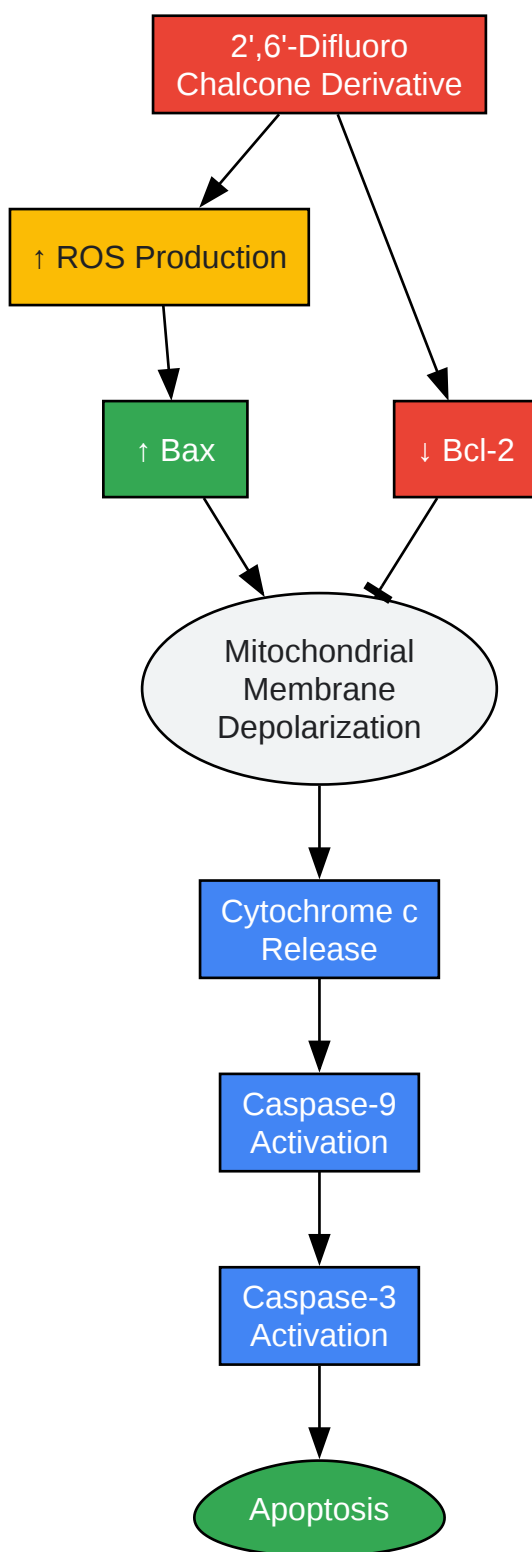 2',6'-Difluoro
Chalcone Derivative
↑ ROS Production
↑ Bax
↓ Bcl-2
Mitochondrial
Membrane
Depolarization
Cytochrome c
Release
Caspase-9
Activation
Caspase-3
Activation
Apoptosis